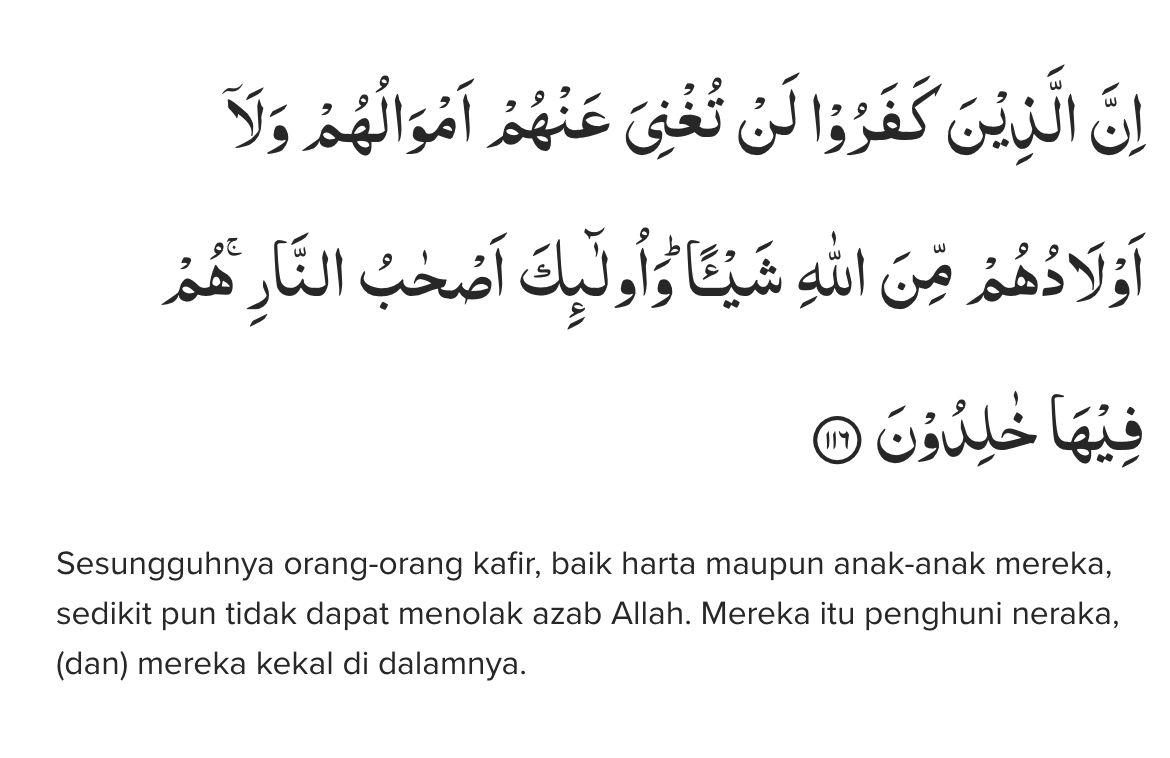 اِنَّ الَّذِيْنَ كَفَرُوْا لَنْ تُغْنِيَ عَنْهُمْ اَمْوَالُهُمْ وَلَآ
اَوْلَادُهُمْ مِّنَ اللّٰهِ شَيْـًٔا ۗوَاُولٰۤىِٕكَ اَصْحٰبُ النَّارِ ۚهُمْ
فِيْهَا خٰلِدُوْنَ ١١٦
Sesungguhnya orang-orang kafir, baik harta maupun anak-anak mereka,
sedikit pun tidak dapat menolak azab Allah. Mereka itu penghuni neraka,
(dan) mereka kekal di dalamnya.